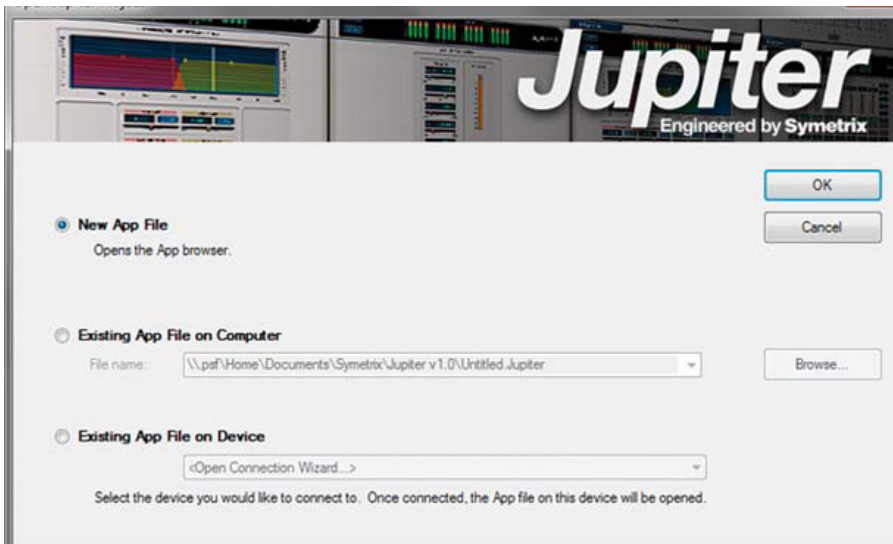 Jupiter
Engineered by Symetrix
OK
New App File
Cancel
Opens the App browser.
Existing App File on Computer
File name:
\\.psf\Home\Documents\Symetrix\Jupiter v1.0\Untitled.Jupiter
Browse...
Existing App File on Device
<Open Connection Wizard...>
Select the device you would like to connect to. Once connected, the App file on this device will be opened.